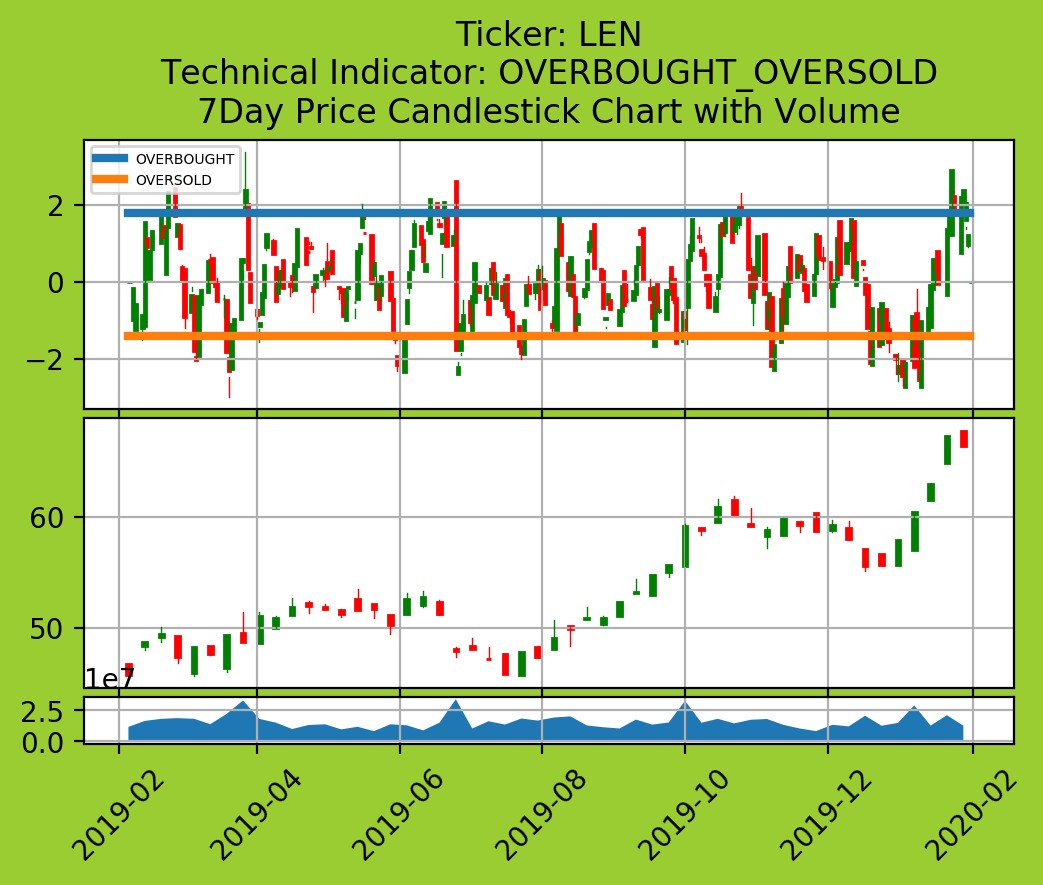 Ticker: LEN
Technical Indicator: OVERBOUGHT_OVERSOLD
7Day Price Candlestick Chart with Volume
OVERBOUGHT
OVERSOLD
2
0
−2
60
50
1e7
2.5
0.0
2019-02
2019-04
2019-06
2019-08
2019-10
2019-12
2020-02